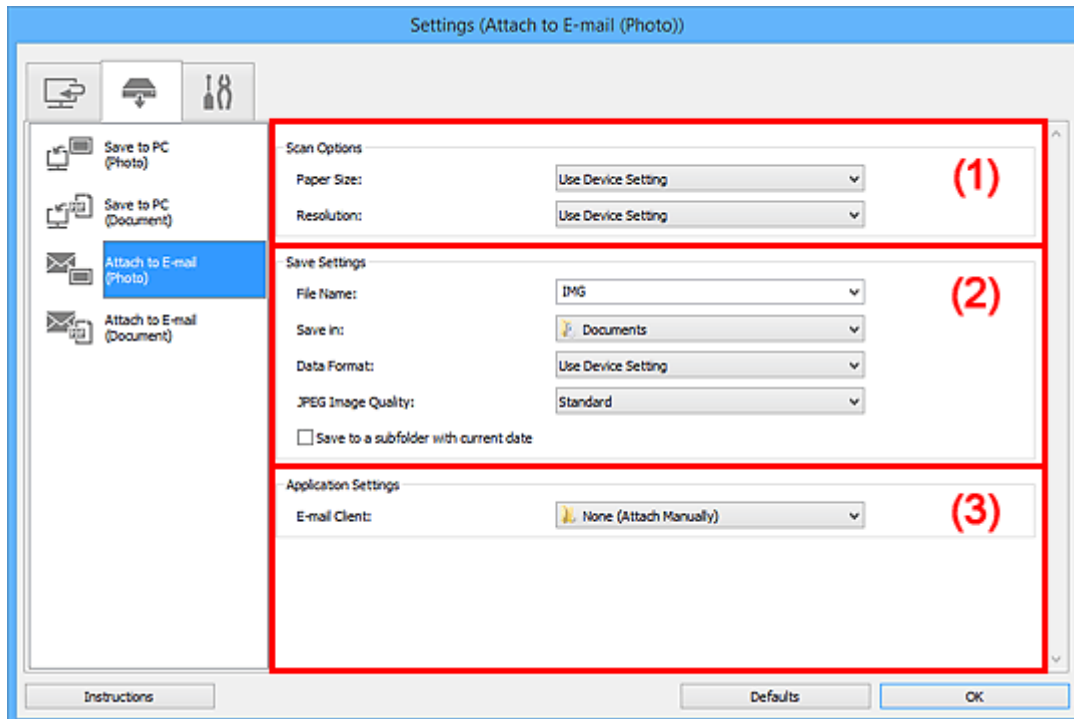 Settings (Attach to E-mail (Photo))
Save to PC
(Photo)
Save to PC
(Document)
Attach to E-mail
(Photo)
Attach to E-mail
(Document)
Scan Options
(1)
Paper Size: Use Device Setting
Resolution: Use Device Setting
Save Settings
(2)
File Name: IMG
Save in: Documents
Data Format: Use Device Setting
JPEG Image Quality: Standard
Save to a subfolder with current date
Application Settings
(3)
E-mail Client: None (Attach Manually)
Instructions Defaults OK